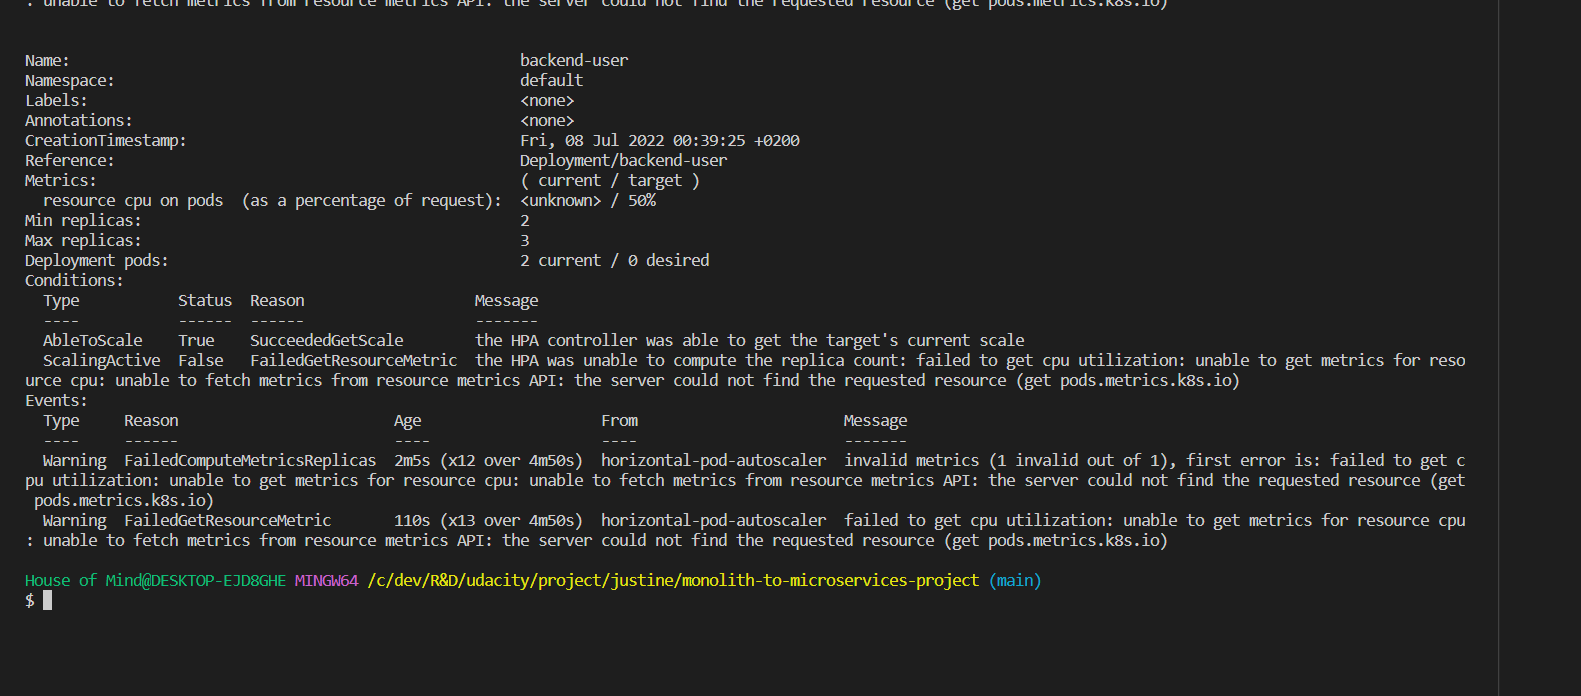 : unable to fetch metrics from resource metrics API: the server could not find the requested resource (get pods.metrics.k8s.io)
Name: backend-user
Namespace: default
Labels: <none>
Annotations: <none>
CreationTimestamp: Fri, 08 Jul 2022 00:39:25 +0200
Reference: Deployment/backend-user
Metrics: ( current / target )
resource cpu on pods (as a percentage of request): <unknown> / 50%
Min replicas: 2
Max replicas: 3
Deployment pods: 2 current / 0 desired
Conditions:
Type Status Reason Message
---- ------ ------ -------
AbleToScale True SucceededGetScale the HPA controller was able to get the target's current scale
ScalingActive False FailedGetResourceMetric the HPA was unable to compute the replica count: failed to get cpu utilization: unable to get metrics for reso
urce cpu: unable to fetch metrics from resource metrics API: the server could not find the requested resource (get pods.metrics.k8s.io)
Events:
Type Reason Age From Message
---- ------ ---- ---- -------
Warning FailedComputeMetricsReplicas 2m5s (x12 over 4m50s) horizontal-pod-autoscaler invalid metrics (1 invalid out of 1), first error is: failed to get c
pu utilization: unable to get metrics for resource cpu: unable to fetch metrics from resource metrics API: the server could not find the requested resource (get
pods.metrics.k8s.io)
Warning FailedGetResourceMetric 110s (x13 over 4m50s) horizontal-pod-autoscaler failed to get cpu utilization: unable to get metrics for resource cpu
: unable to fetch metrics from resource metrics API: the server could not find the requested resource (get pods.metrics.k8s.io)
House of Mind@DESKTOP-EJD8GHE MINGW64 /c/dev/R&D/udacity/project/justine/monolith-to-microservices-project (main)
$